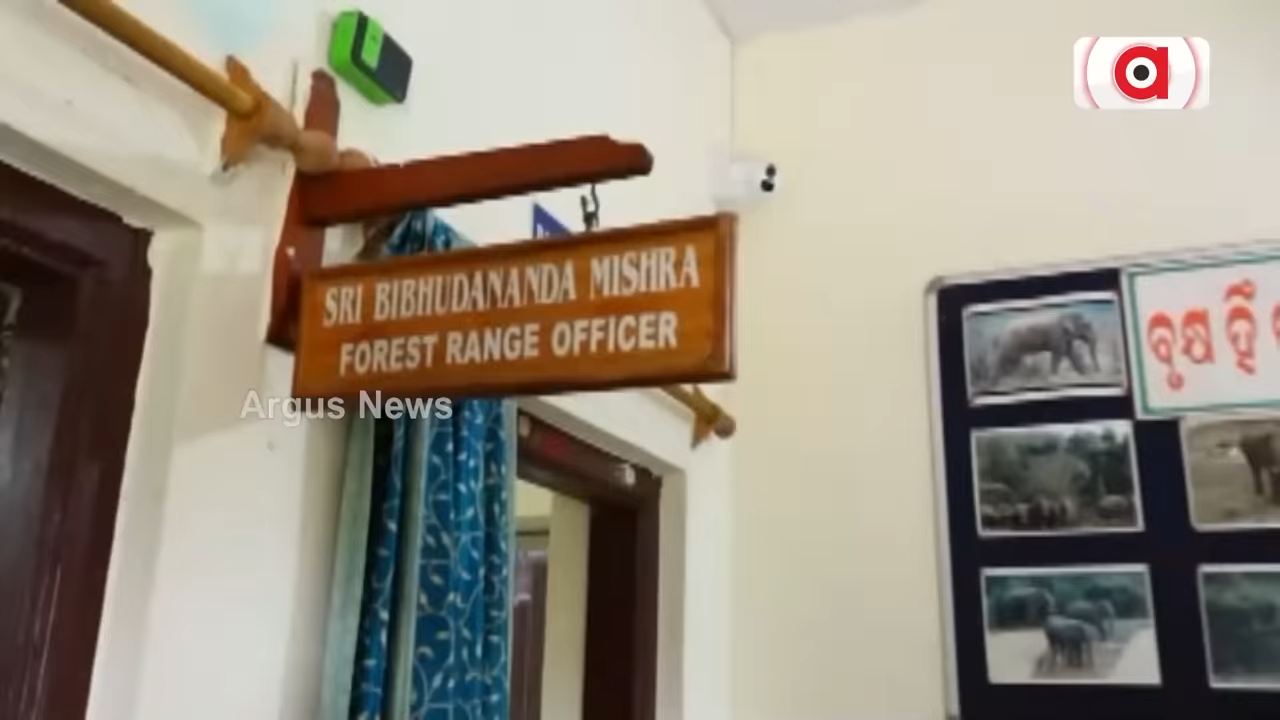 SRI BIBHUDANANDA MISHRA
FOREST RANGE OFFICER
Argus News
ବୃକ୍ଷ ହିଁ